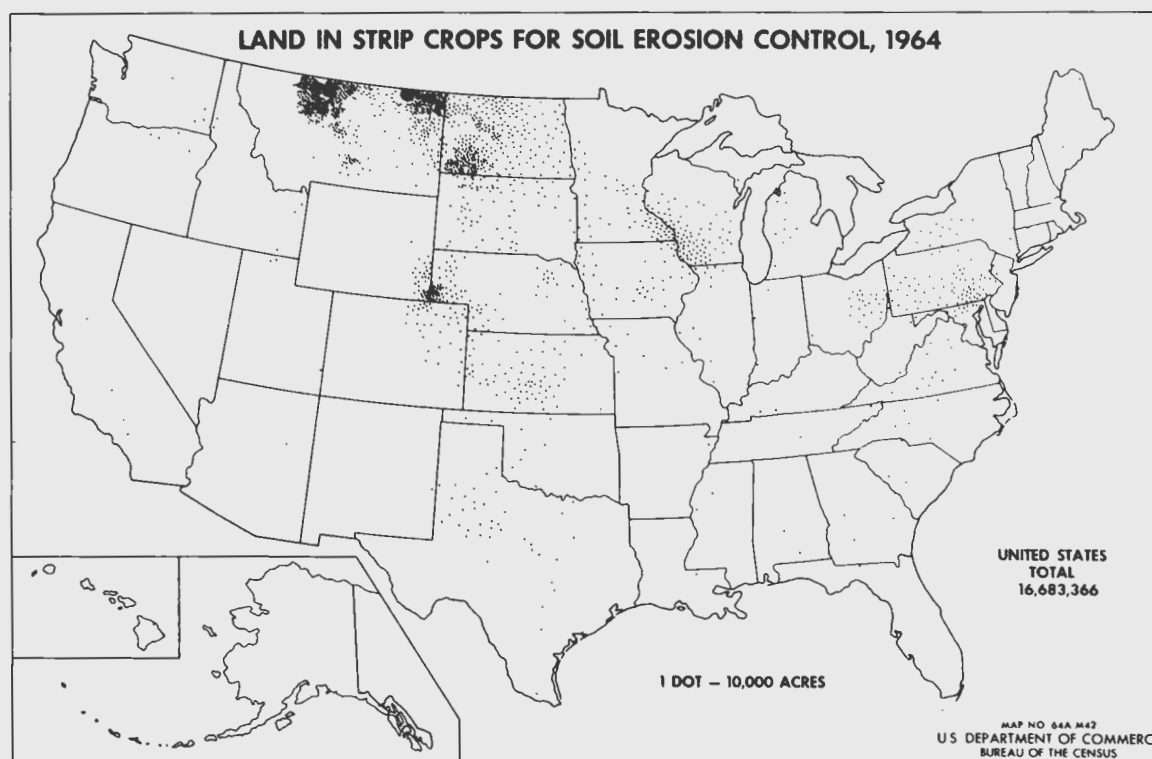 LAND IN STRIP CROPS FOR SOIL EROSION CONTROL, 1964
UNITED STATES
TOTAL
16,683,366
1 DOT — 10,000 ACRES
MAP NO 64A M42
U S DEPARTMENT OF COMMERC
BUREAU OF THE CENSUS